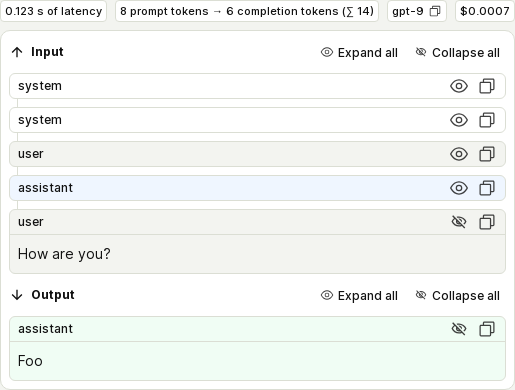 0.123 s of latency 8 prompt tokens → 6 completion tokens (∑ 14) gpt-9 $0.0007
Input Expand all Collapse all
system
system
user
assistant
user
How are you?
Output Expand all Collapse all
assistant
Foo